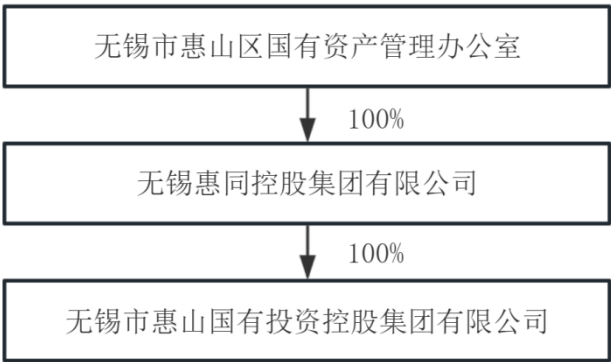 无锡市惠山区国有资产管理办公室
100%
无锡惠同控股集团有限公司
100%
无锡市惠山国有投资控股集团有限公司